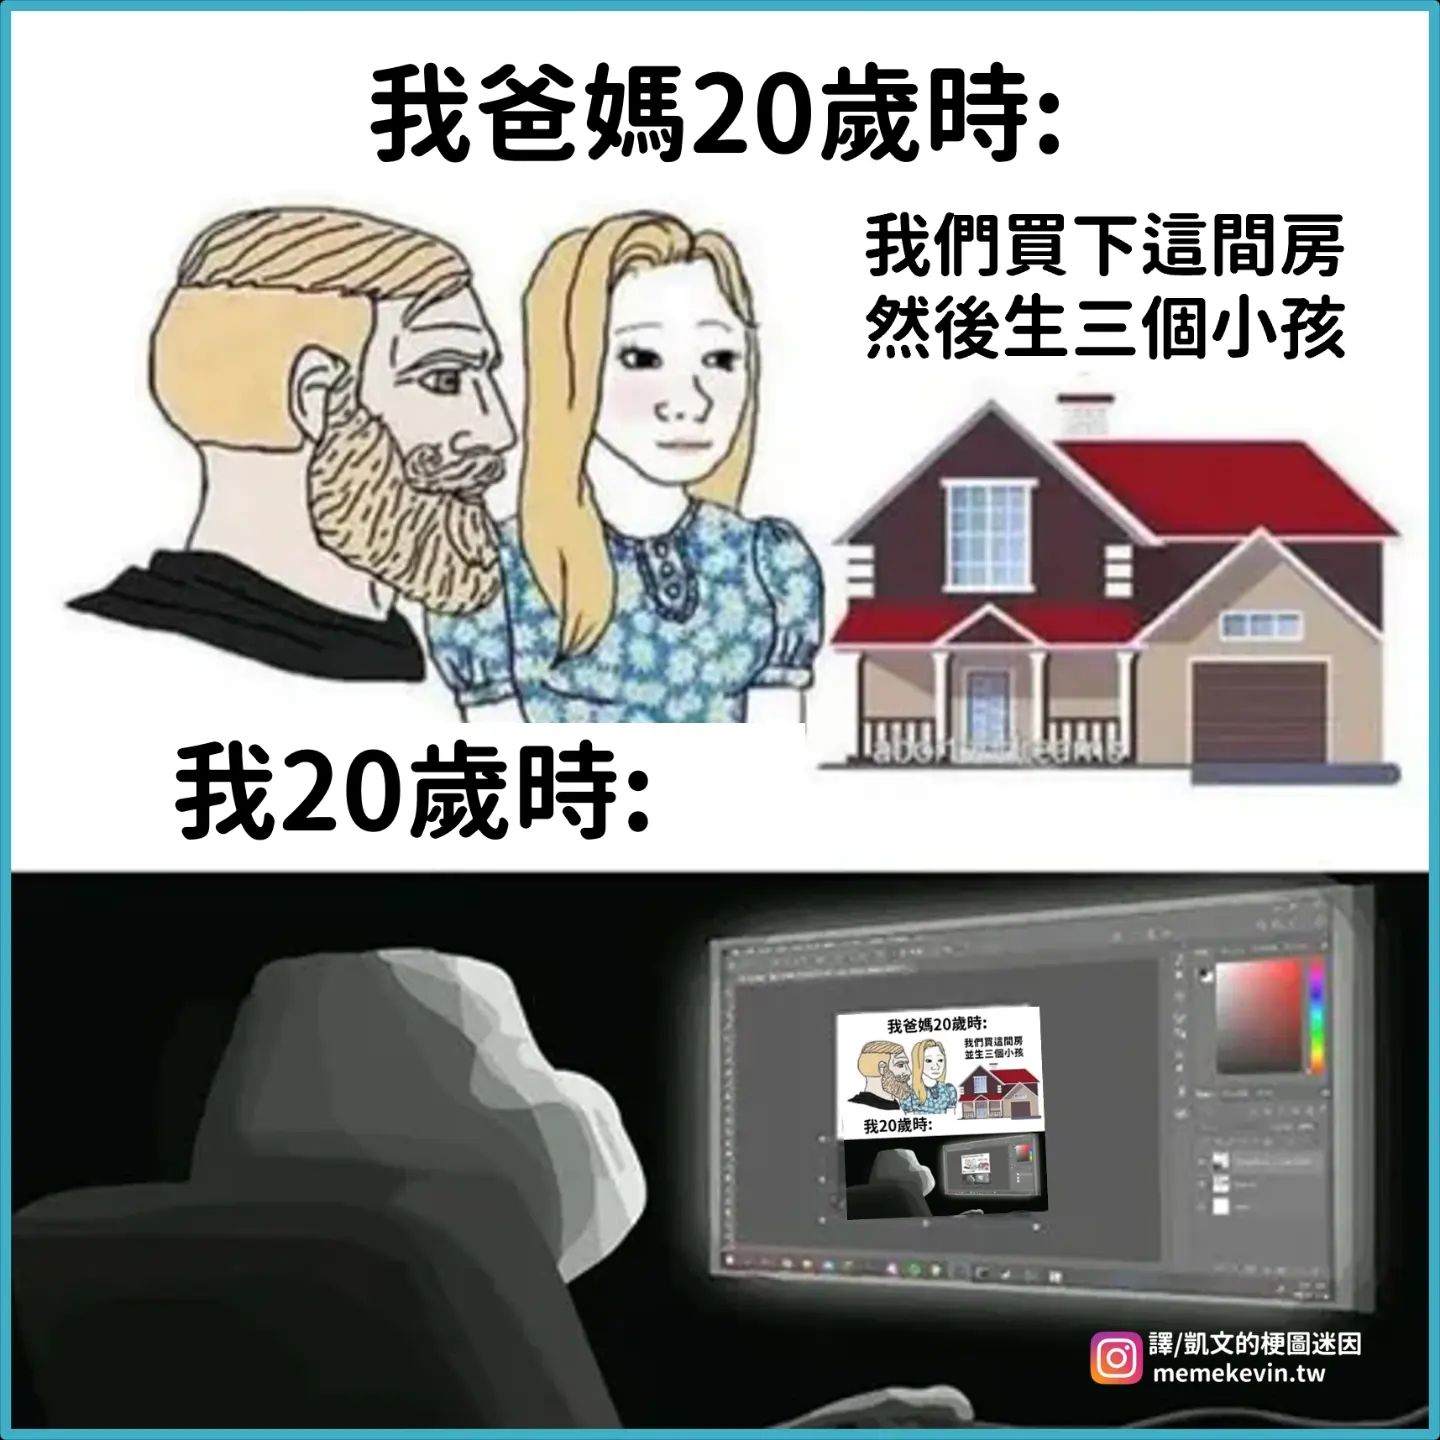 我爸媽20歲時:
我們買下這間房
然後生三個小孩
我20歲時:
我爸媽20歲時:
我們買這間房
並生三個小孩
我20歲時:
譯/凱文的梗圖迷因
memekevin.tw